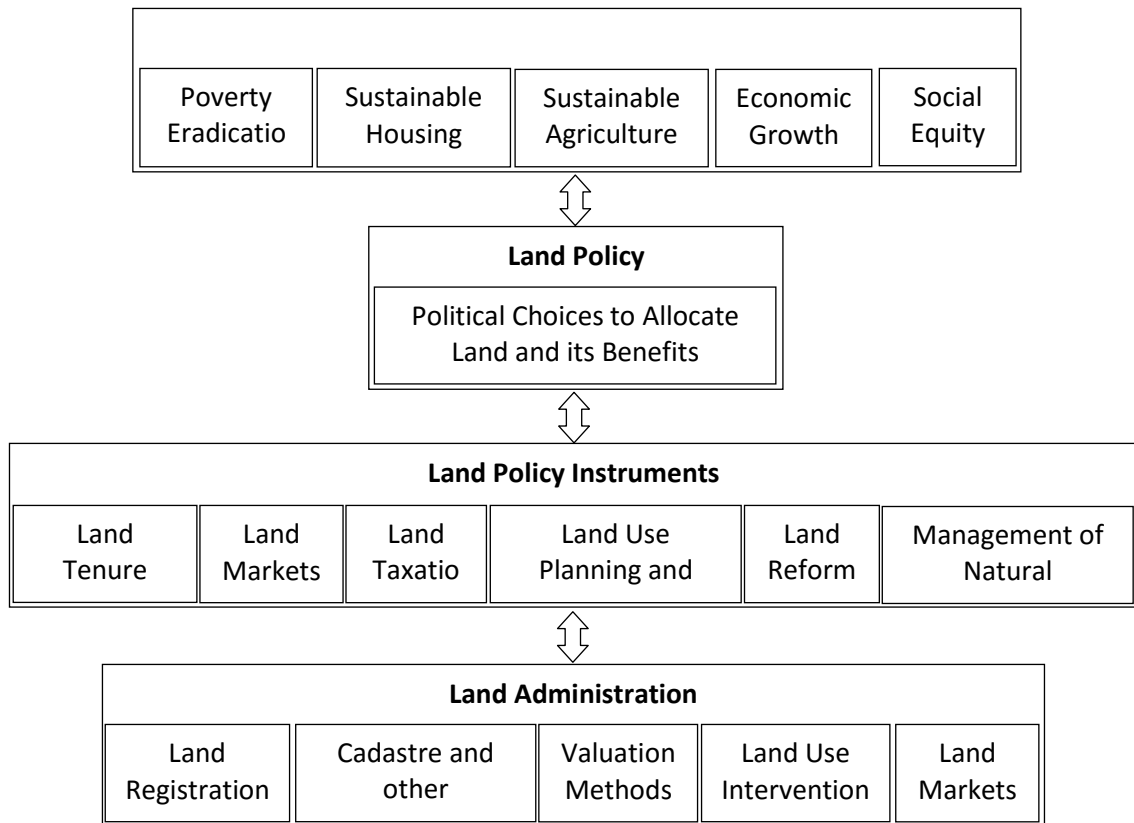 Poverty
Eradicatio
Sustainable
Housing
Sustainable
Agriculture
Economic
Growth
Social
Equity
Land Policy
Political Choices to Allocate
Land and its Benefits
Land Policy Instruments
Land
Tenure
Land
Markets
Land
Taxatio
Land Use
Planning and
Land
Reform
Management of
Natural
Land Administration
Land
Registration
Cadastre and
other
Valuation
Methods
Land Use
Intervention
Land
Markets